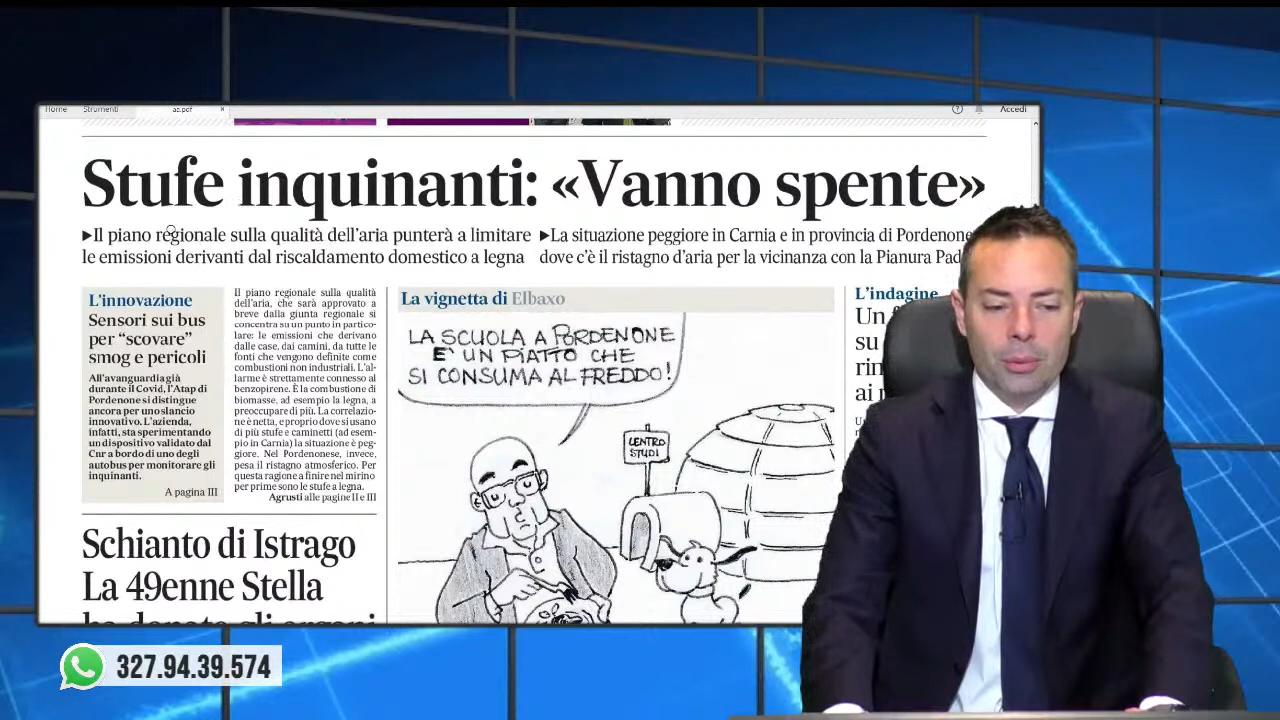 Home Strumenti aa.pdf × Accedi
Stufe inquinanti: «Vanno spente»
►Il piano regionale sulla qualità dell'aria punterà a limitare
le emissioni derivanti dal riscaldamento domestico a legna
►La situazione peggiore in Carnia e in provincia di Pordenone
dove c'è il ristagno d'aria per la vicinanza con la Pianura
L'innovazione
Sensori sui bus
per “scovare”
smog e pericoli
All'avanguardia già
durante il Covid, l'Atap di
Pordenone si distingue
ancora per uno slancio
innovativo. L'azienda,
infatti, sta sperimentando
un dispositivo validato dal
Cnr a bordo di uno degli
autobus per monitorare gli
inquinanti.
A pagina III
Il piano regionale sulla qualità
dell'aria, che sarà approvato a
breve dalla giunta regionale si
concentra su un punto in partico-
lare: le emissioni che derivano
dalle case, dai camini, da tutte le
fonti che vengono definite come
combustioni non industriali. L'al-
larme è strettamente connesso al
benzopirene. È la combustione di
biomasse, ad esempio la legna, a
preoccupare di più. La correlazio-
ne è netta, e proprio dove si usano
di più stufe e caminetti (ad esem-
pio in Carnia) la situazione è peg-
giore. Nel Pordenonese, invece,
pesa il ristagno atmosferico. Per
questa ragione a finire nel mirino
per prime sono le stufe a legna.
Agrusti alle pagine II e III
Schianto di Istrago
La 49enne Stella
ha donato gli organi
La vignetta di Elbaxo
LA SCUOLA A PORDENONE
E' UN PIATTO CHE
SI CONSUMA AL FREDDO!
CENTRO
STUDI
L'indagine
Un
su
rin
ai
327.94.39.574